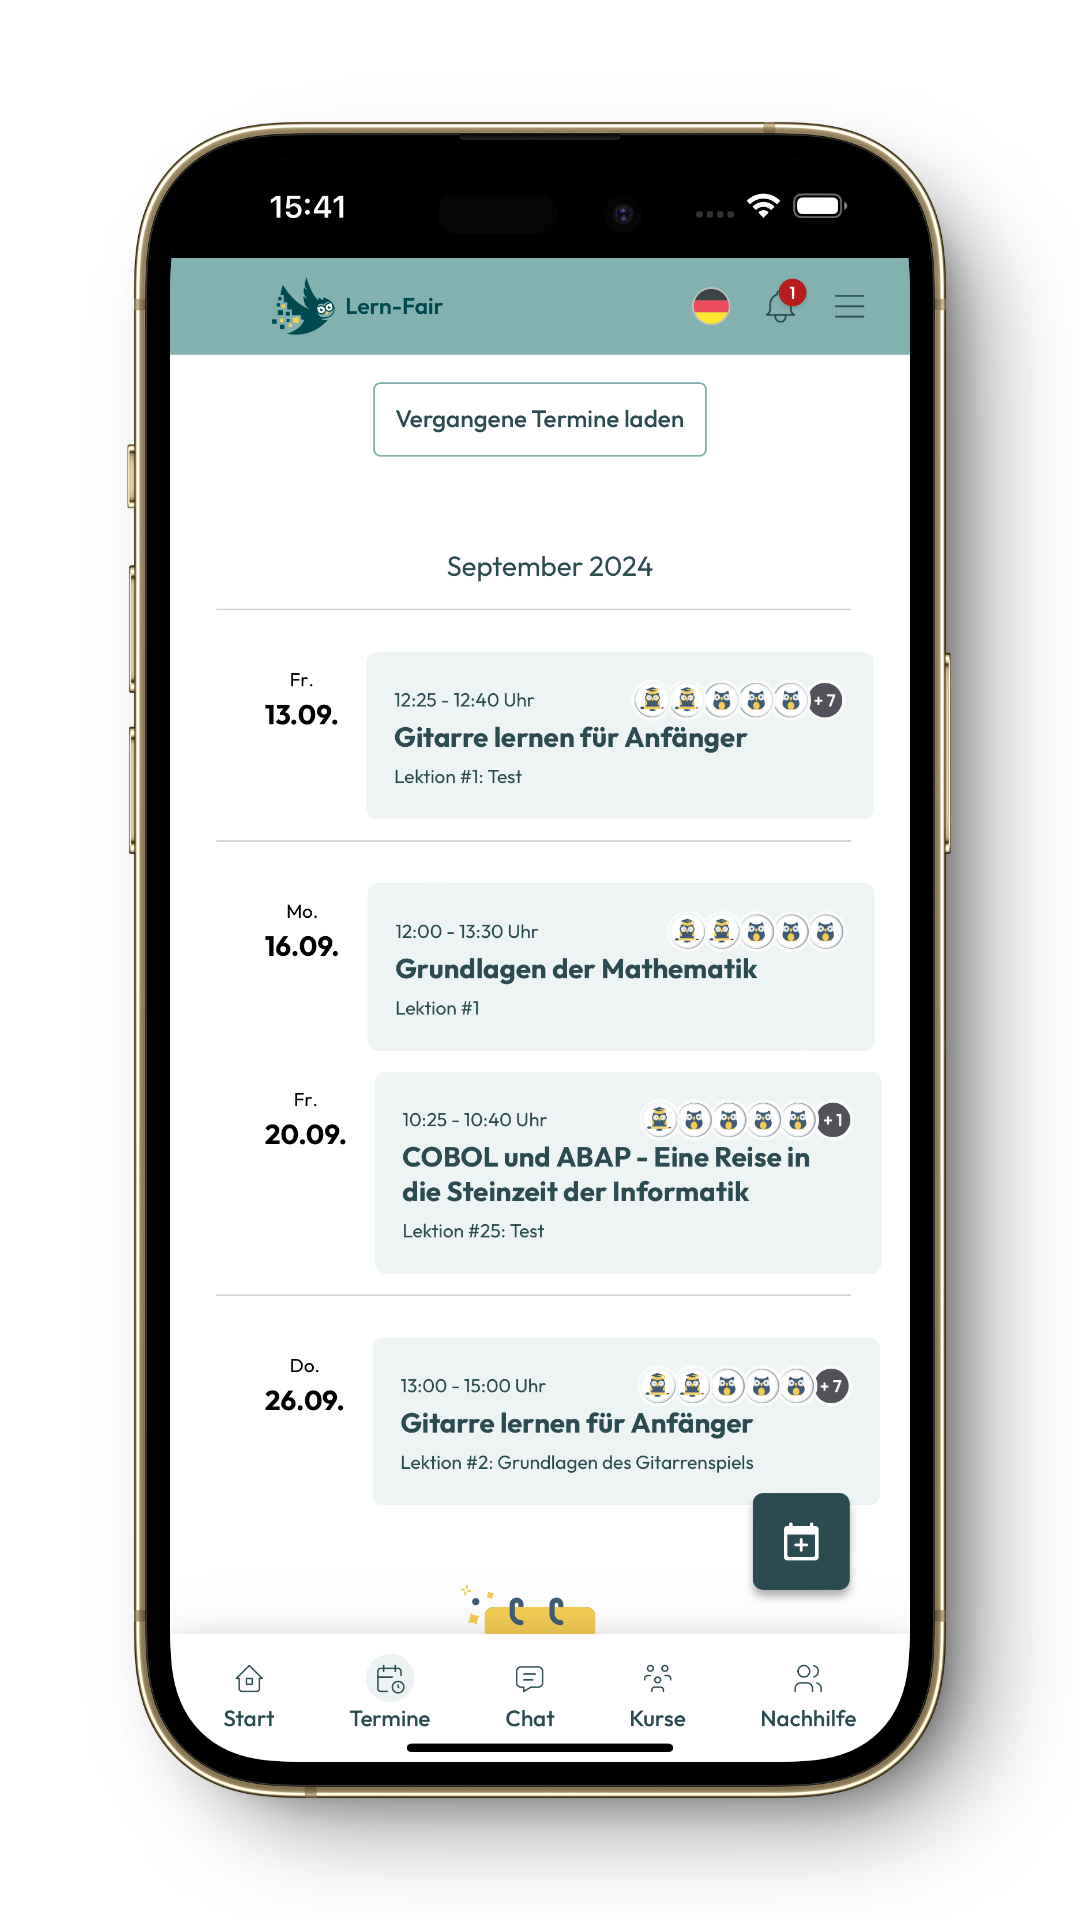 15:41
Lern-Fair
1
Vergangene Termine laden
September 2024
Fr.
13.09.
12:25 - 12:40 Uhr
+7
Gitarre lernen für Anfänger
Lektion #1: Test
Mo.
16.09.
12:00 - 13:30 Uhr
Grundlagen der Mathematik
Lektion #1
Fr.
20.09.
10:25 - 10:40 Uhr
+1
COBOL und ABAP - Eine Reise in
die Steinzeit der Informatik
Lektion #25: Test
Do.
26.09.
13:00 - 15:00 Uhr
+7
Gitarre lernen für Anfänger
Lektion #2: Grundlagen des Gitarrenspiels
Start
Termine
Chat
Kurse
Nachhilfe